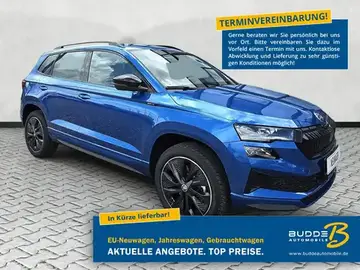 TERMINVEREINBARUNG!
Gerne beraten wir Sie persönlich bei uns
vor Ort. Bitte vereinbaren Sie dazu im
Vorfeld einen Termin mit uns. Kontaktlose
Abwicklung und Lieferung zu sehr günsti-
gen Konditionen möglich!
In Kürze lieferbar!
EU-Neuwagen, Jahreswagen, Gebrauchtwagen
AKTUELLE ANGEBOTE. TOP PREISE.
BUDDE B
AUTOMOBILE
www.buddeautomobile.de